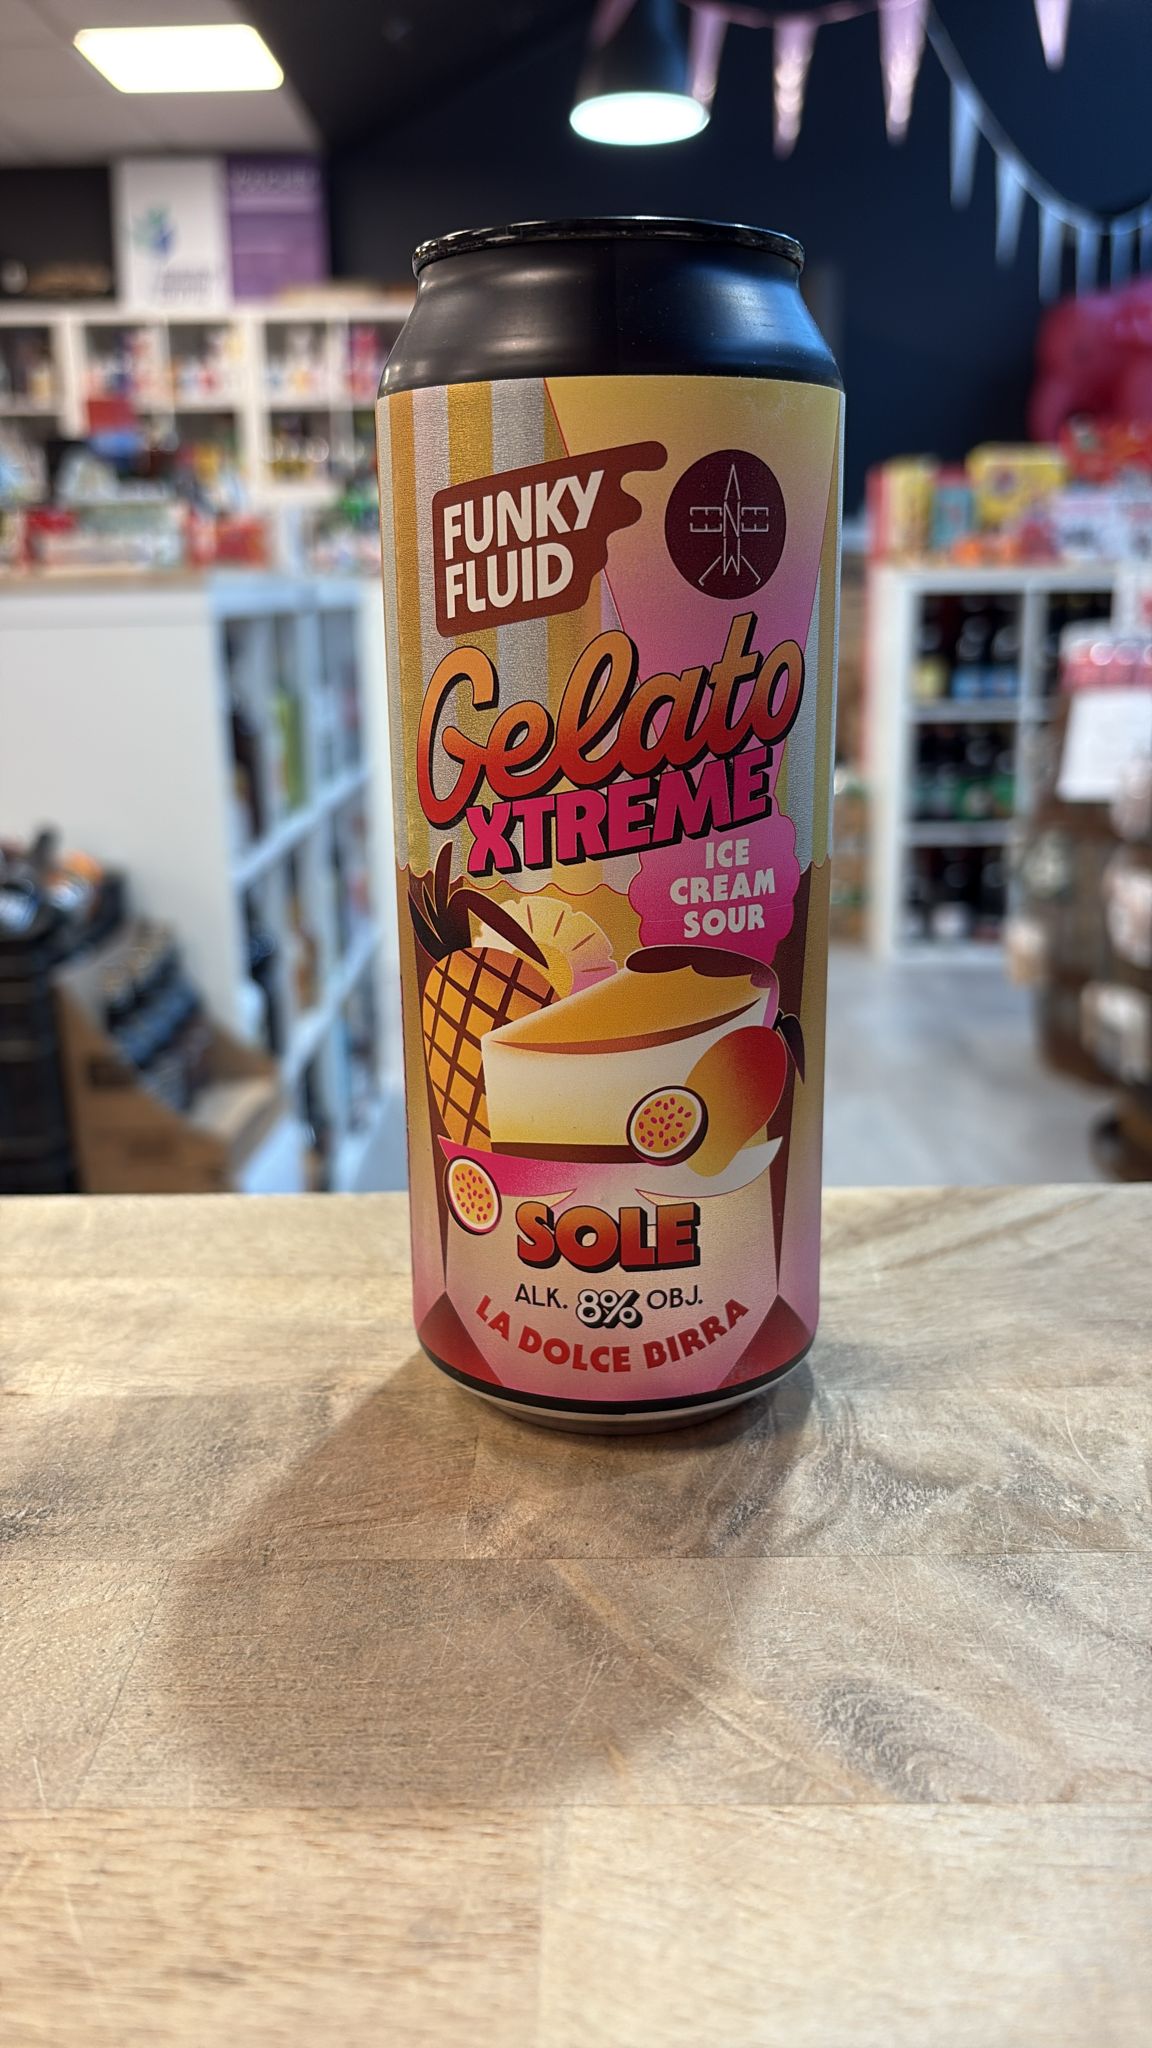 FUNKY
FLUID
Gelato
XTREME
ICE
CREAM
SOUR
SOLE
ALK. 8% OBJ.
LA DOLCE BIRRA